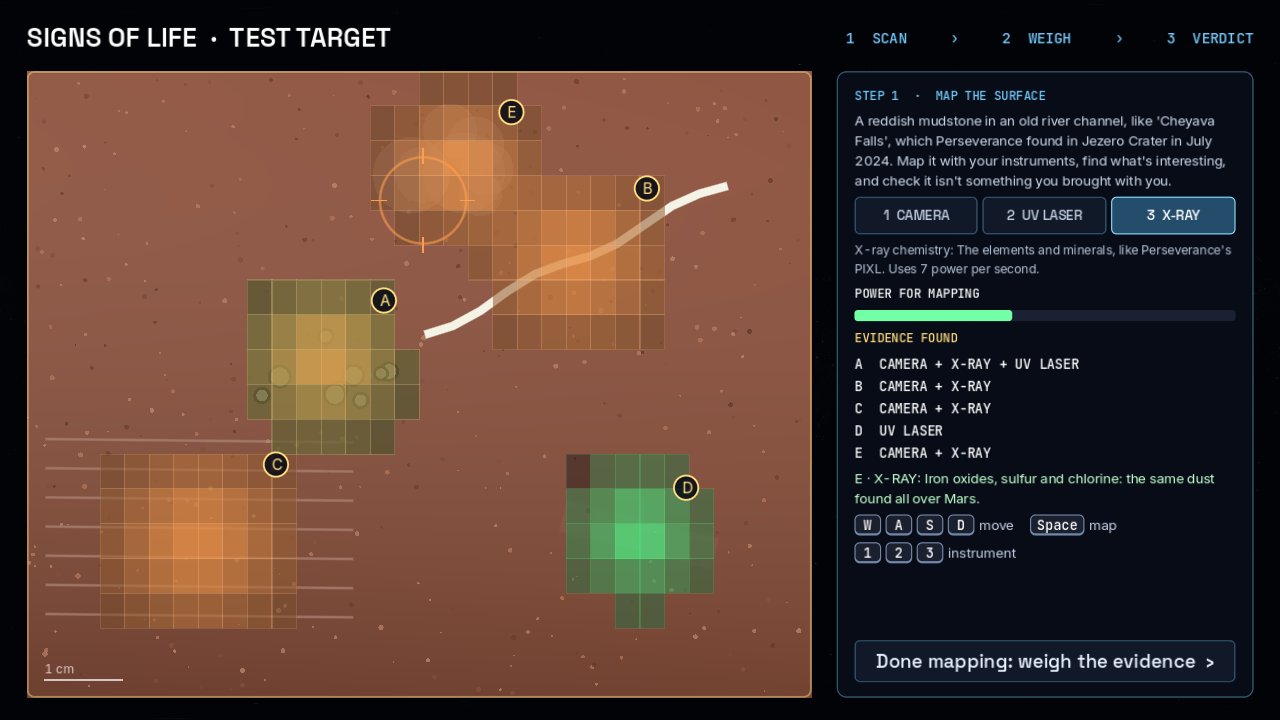 SIGNS OF LIFE · TEST TARGET
1 SCAN › 2 WEIGH › 3 VERDICT
E
B
A
C
D
1 cm
STEP 1 · MAP THE SURFACE
A reddish mudstone in an old river channel, like 'Cheyava
Falls', which Perseverance found in Jezero Crater in July
2024. Map it with your instruments, find what's interesting,
and check it isn't something you brought with you.
1 CAMERA 2 UV LASER 3 X-RAY
X-ray chemistry: The elements and minerals, like Perseverance's
PIXL. Uses 7 power per second.
POWER FOR MAPPING
EVIDENCE FOUND
A CAMERA + X-RAY + UV LASER
B CAMERA + X-RAY
C CAMERA + X-RAY
D UV LASER
E CAMERA + X-RAY
E · X-RAY: Iron oxides, sulfur and chlorine: the same dust
found all over Mars.
W A S D move Space map
1 2 3 instrument
Done mapping: weigh the evidence ›